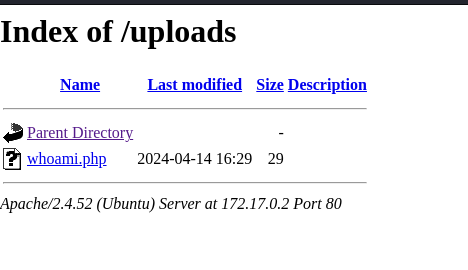 Index of /uploads
Name Last modified Size Description
Parent Directory -
whoami.php 2024-04-14 16:29 29
Apache/2.4.52 (Ubuntu) Server at 172.17.0.2 Port 80